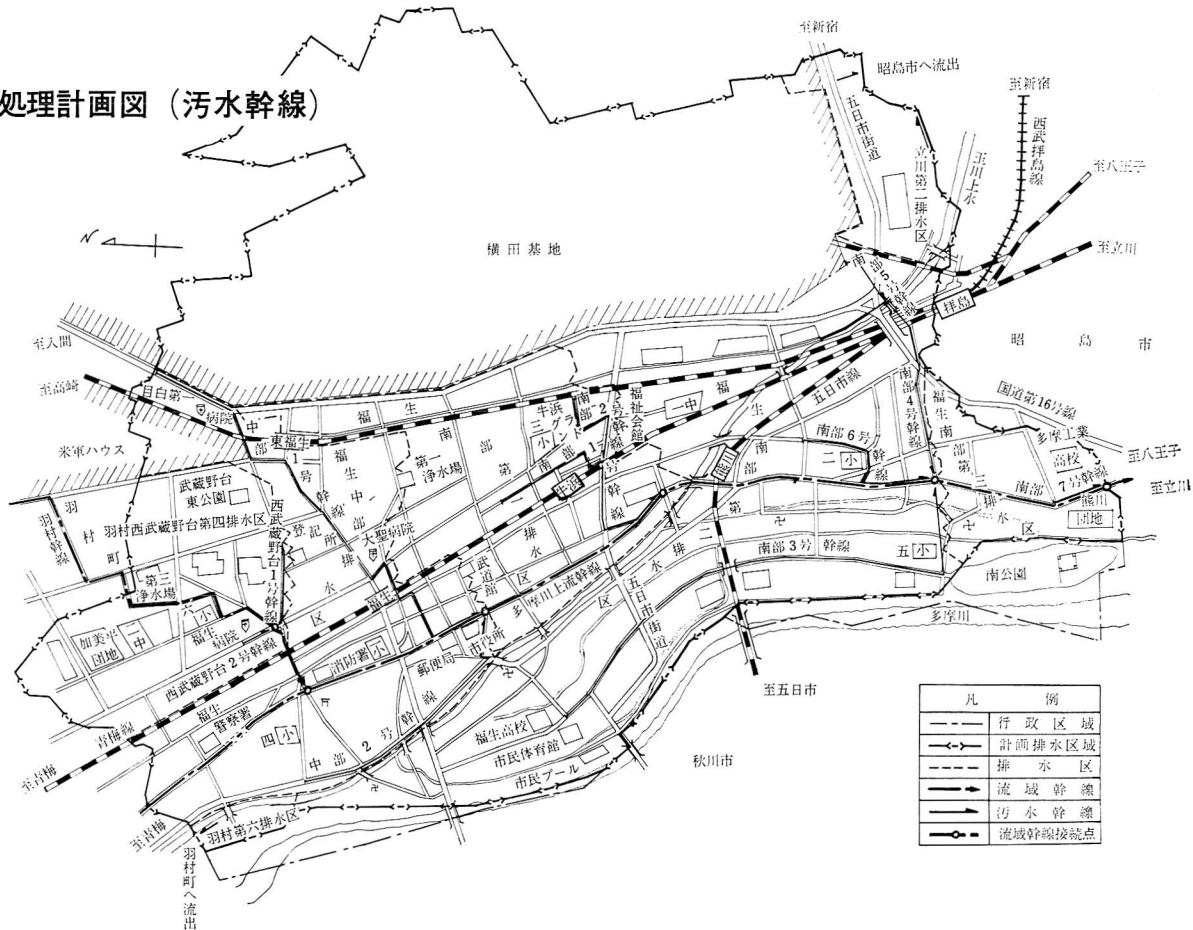 処理計画図（汚水幹線）
至新宿
昭島市へ流出
至新宿
五日市街道
立川第二排水区
玉川上水
西武拝島線
至八王子
至立川
N
横田基地
南部5号幹線
拝島
昭島市
至入間
至高崎
目白第一病院
米軍ハウス
東福生
中部1号幹線
福生中部
福生南部第一排水区
第一浄水場
牛浜グランド
三小
南部2号幹線
南部1号幹線
牛浜
福祉会館
一中
熊川
五日市線
南部4号幹線
国道第16号線
多摩工業高校
至八王子
至立川
南部6号幹線
二小
福生南部第三排水区
南部7号幹線
熊川団地
福生南部第二排水区
南部3号幹線
五小
南公園
多摩川
武蔵野台東公園
羽村町
羽村幹線
羽村西武蔵野台第四排水区
西武蔵野台1号幹線
登記所
大聖病院
武道館
第三浄水場
六小
福生病院
加美平団地
二中
西武蔵野台2号幹線
福生
消防署
小
郵便局
市役所
多摩川上流幹線
五日市街道
至五日市
青梅線
至青梅
福生警察署
四小
中部2号幹線
福生高校
市民体育館
市民プール
秋川市
至青梅
羽村第六排水区
羽村町へ流出
凡例
行政区域
計画排水区域
排水区
流域幹線
汚水幹線
流域幹線接続点